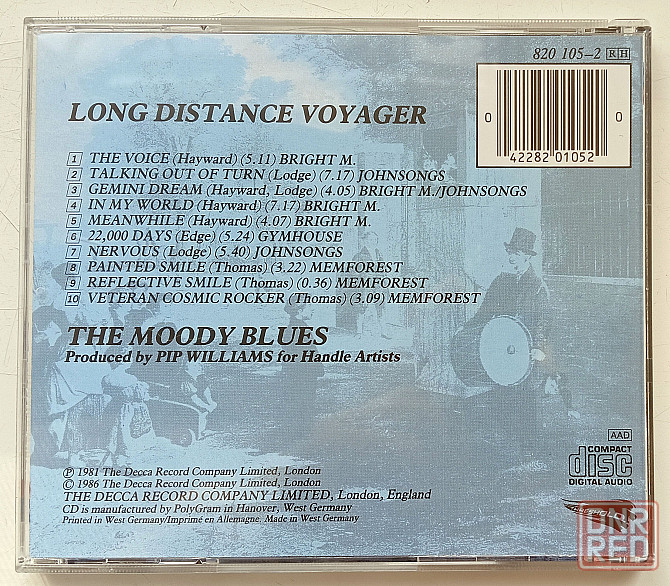 820 105-2 RH
LONG DISTANCE VOYAGER
0 42282 01052 0
1 THE VOICE (Hayward) (5.11) BRIGHT M.
2 TALKING OUT OF TURN (Lodge) (7.17) JOHNSONGS
3 GEMINI DREAM (Hayward, Lodge) (4.05) BRIGHT M./JOHNSONGS
4 IN MY WORLD (Hayward) (7.17) BRIGHT M.
5 MEANWHILE (Hayward) (4.07) BRIGHT M.
6 22,000 DAYS (Edge) (5.24) GYMHOUSE
7 NERVOUS (Lodge) (5.40) JOHNSONGS
8 PAINTED SMILE (Thomas) (3.22) MEMFOREST
9 REFLECTIVE SMILE (Thomas) (0.36) MEMFOREST
10 VETERAN COSMIC ROCKER (Thomas) (3.09) MEMFOREST
THE MOODY BLUES
Produced by PIP WILLIAMS for Handle Artists
AAD
COMPACT
disc
DIGITAL AUDIO
℗ 1981 The Decca Record Company Limited, London
© 1986 The Decca Record Company Limited, London
THE DECCA RECORD COMPANY LIMITED, London, England
CD is manufactured by PolyGram in Hanover, West Germany
Printed in West Germany/Imprimé en Allemagne. Made in West Germany
THRESHOLD
DNR
RED